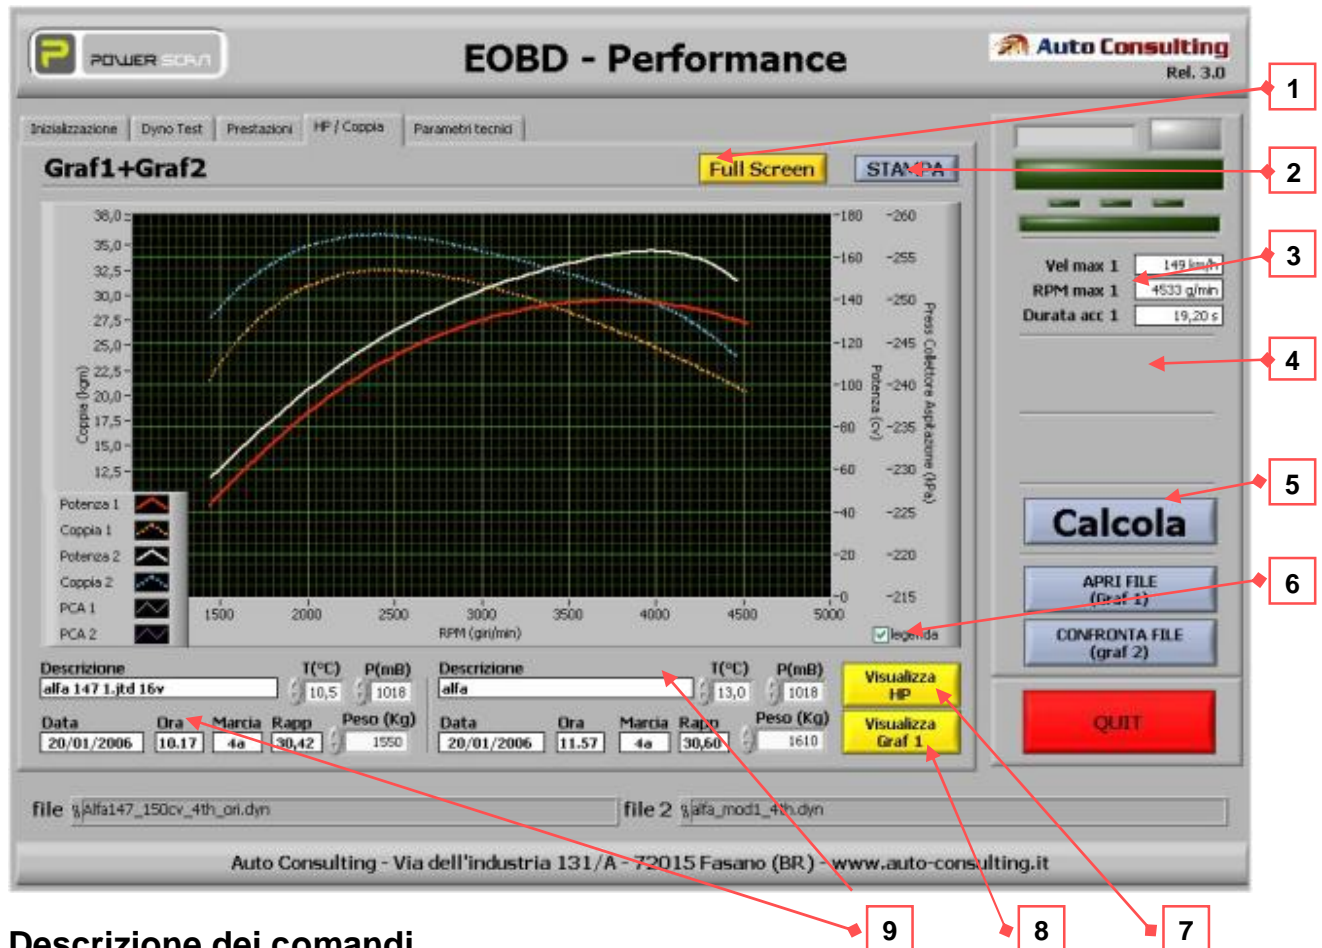 POWER SCAN
EOBD - Performance
Auto Consulting
Rel. 3.0
1
Inizializzazione Dyno Test Prestazioni HP / Coppia Parametri tecnici
Graf1+Graf2
Full Screen
STAMPA
2
38,0 180 -260
35,0 160 -255
32,5 140 -250
30,0 120 -245
27,5 100 -240
25,0 80 -235
22,5 60 -230
20,0 40 -225
17,5 20 -220
15,0 0 -215
12,5
Coppia (kgm)
Potenza (cv)
Press Collettore Aspitazione (kPa)
Potenza 1
Coppia 1
Potenza 2
Coppia 2
PCA 1
PCA 2
1500 2000 2500 3000 3500 4000 4500 5000
RPM (giri/min)
legenda
Vel max 1 149 km/h
RPM max 1 4533 g/min
Durata acc 1 19,20 s
3
4
5
Calcola
6
APRI FILE
(Graf 1)
CONFRONTA FILE
(graf 2)
QUIT
Descrizione T(°C) P(mB)
alfa 147 1.jtd 16v 10,5 1018
Data Ora Marcia Rapp Peso (Kg)
20/01/2006 10.17 4a 30,42 1550
Descrizione T(°C) P(mB)
alfa 13,0 1018
Data Ora Marcia Rapp Peso (Kg)
20/01/2006 11.57 4a 30,60 1610
Visualizza
HP
Visualizza
Graf 1
file Alfa147_150cv_4th_ori.dyn
file 2 alfa_mod1_4th.dyn
Auto Consulting - Via dell'industria 131/A - 72015 Fasano (BR) - www.auto-consulting.it
9 8 7
Descrizione dei comandi